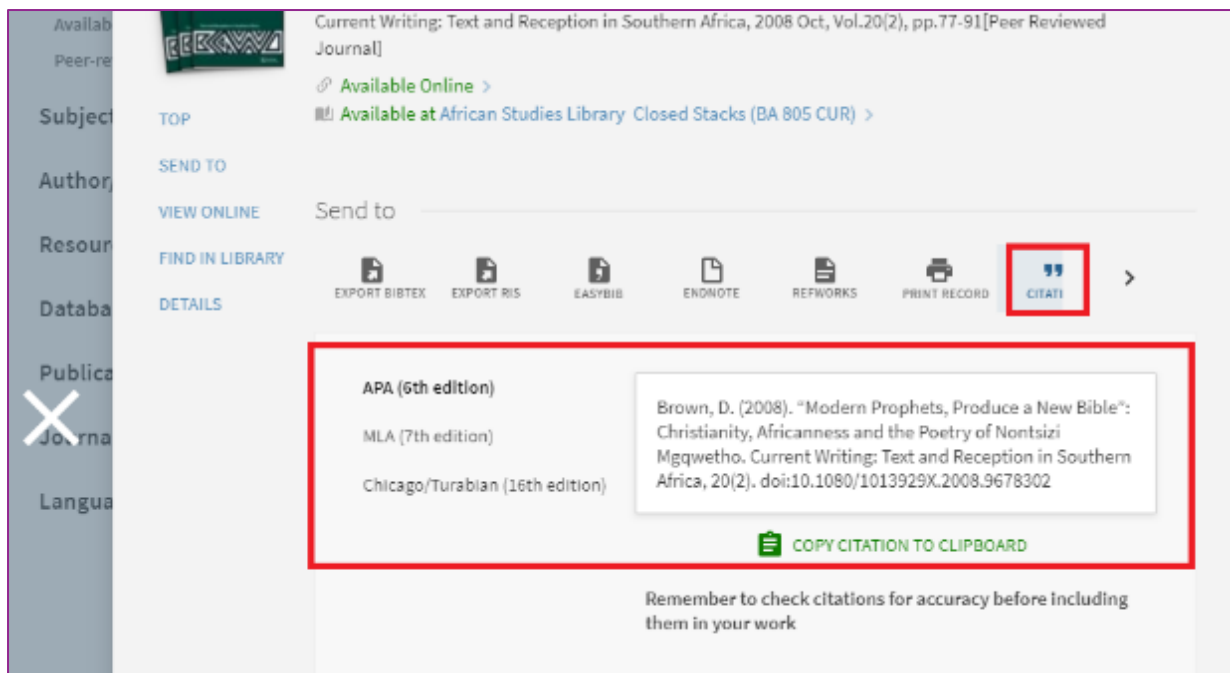 Availab
Peer-re
Subject
Author/
Resour
Databa
Publica
Journa
Langua
Current Writing: Text and Reception in Southern Africa, 2008 Oct, Vol.20(2), pp.77-91[Peer Reviewed
Journal]
Available Online >
Available at African Studies Library Closed Stacks (BA 805 CUR) >
TOP
SEND TO
VIEW ONLINE
FIND IN LIBRARY
DETAILS
Send to
EXPORT BIBTEX
EXPORT RIS
EASYBIB
ENDNOTE
REFWORKS
PRINT RECORD
CITATI
APA (6th edition)
MLA (7th edition)
Chicago/Turabian (16th edition)
Brown, D. (2008). “Modern Prophets, Produce a New Bible”:
Christianity, Africanness and the Poetry of Nontsizi
Mgqwetho. Current Writing: Text and Reception in Southern
Africa, 20(2). doi:10.1080/1013929X.2008.9678302
COPY CITATION TO CLIPBOARD
Remember to check citations for accuracy before including
them in your work